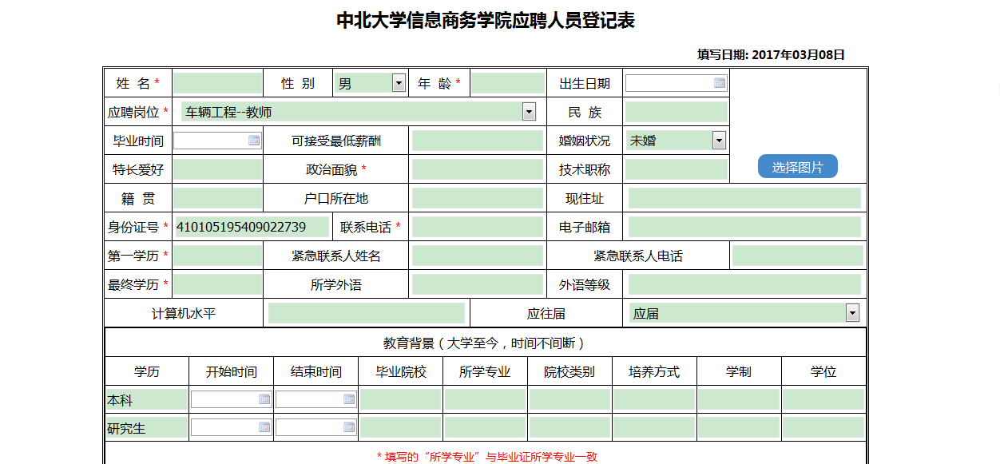 中北大学信息商务学院应聘人员登记表
填写日期: 2017年03月08日
姓 名 * 性 别 男 年 龄 * 出生日期
应聘岗位 * 车辆工程--教师 民 族
毕业时间 可接受最低薪酬 婚姻状况 未婚
特长爱好 政治面貌 * 技术职称 选择图片
籍 贯 户口所在地 现住址
身份证号 * 410105195409022739 联系电话 * 电子邮箱
第一学历 * 紧急联系人姓名 紧急联系人电话
最终学历 * 所学外语 外语等级
计算机水平 应往届 应届
教育背景（大学至今，时间不间断）
学历 开始时间 结束时间 毕业院校 所学专业 院校类别 培养方式 学制 学位
本科
研究生
* 填写的“所学专业”与毕业证所学专业一致